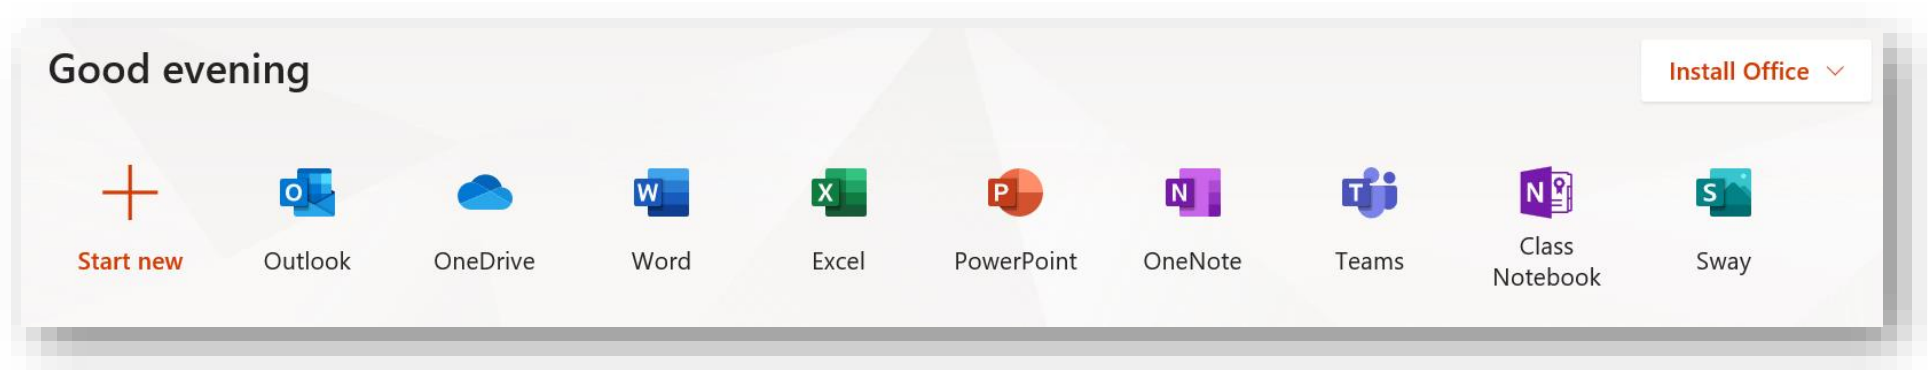 Good evening
Install Office
O
W
X
P
N
T
N
S
Start new
Outlook
OneDrive
Word
Excel
PowerPoint
OneNote
Teams
Class
Notebook
Sway